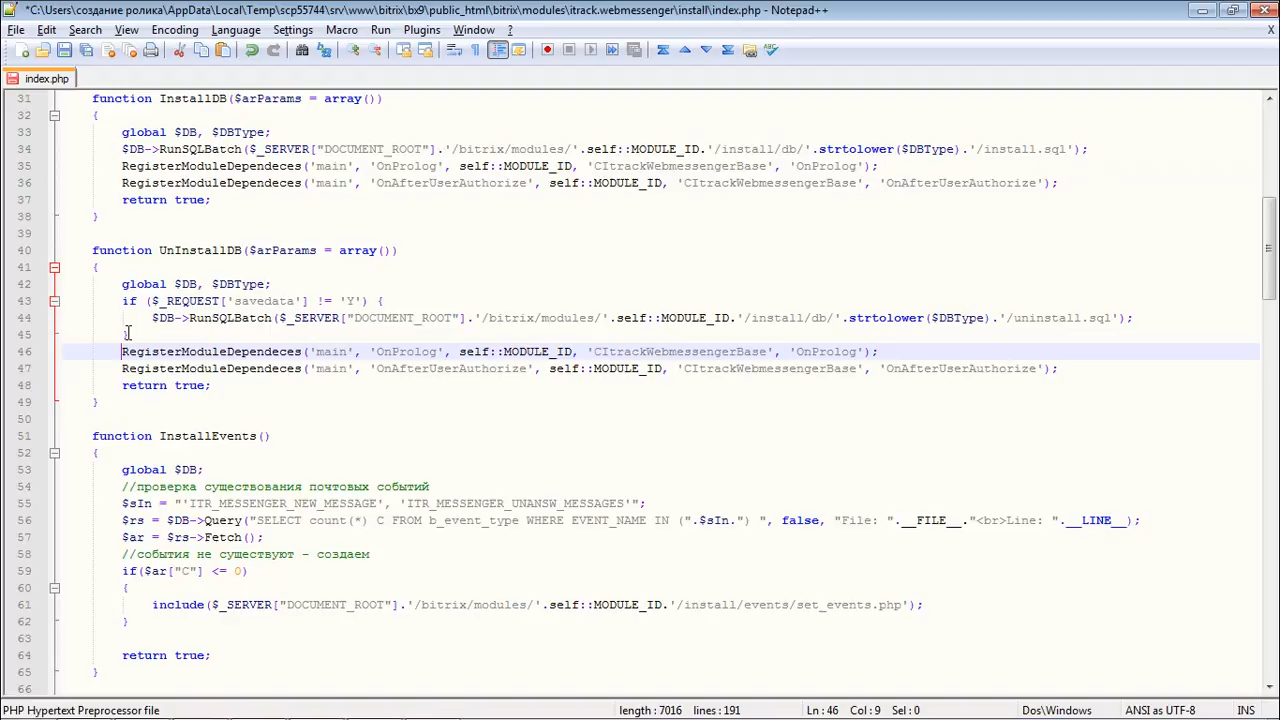 *C:\Users\создание ролика\AppData\Local\Temp\scp55744\srv\www\bitrix\bx9\public_html\bitrix\modules\itrack.webmessenger\install\index.php - Notepad++
File Edit Search View Encoding Language Settings Macro Run Plugins Window ? X
index.php
31 function InstallDB($arParams = array())
32 {
33 global $DB, $DBType;
34 $DB->RunSQLBatch($_SERVER["DOCUMENT_ROOT"].'/bitrix/modules/'.self::MODULE_ID.'/install/db/'.strtolower($DBType).'/install.sql');
35 RegisterModuleDependeces('main', 'OnProlog', self::MODULE_ID, 'CItrackWebmessengerBase', 'OnProlog');
36 RegisterModuleDependeces('main', 'OnAfterUserAuthorize', self::MODULE_ID, 'CItrackWebmessengerBase', 'OnAfterUserAuthorize');
37 return true;
38 }
39
40 function UnInstallDB($arParams = array())
41 {
42 global $DB, $DBType;
43 if ($_REQUEST['savedata'] != 'Y') {
44 $DB->RunSQLBatch($_SERVER["DOCUMENT_ROOT"].'/bitrix/modules/'.self::MODULE_ID.'/install/db/'.strtolower($DBType).'/uninstall.sql');
45 }
46 RegisterModuleDependeces('main', 'OnProlog', self::MODULE_ID, 'CItrackWebmessengerBase', 'OnProlog');
47 RegisterModuleDependeces('main', 'OnAfterUserAuthorize', self::MODULE_ID, 'CItrackWebmessengerBase', 'OnAfterUserAuthorize');
48 return true;
49 }
50
51 function InstallEvents()
52 {
53 global $DB;
54 //проверка существования почтовых событий
55 $sIn = "'ITR_MESSENGER_NEW_MESSAGE', 'ITR_MESSENGER_UNANSW_MESSAGES'";
56 $rs = $DB->Query("SELECT count(*) C FROM b_event_type WHERE EVENT_NAME IN (".$sIn.") ", false, "File: ".__FILE__."<br>Line: ".__LINE__);
57 $ar = $rs->Fetch();
58 //события не существуют - создаем
59 if($ar["C"] <= 0)
60 {
61 include($_SERVER["DOCUMENT_ROOT"].'/bitrix/modules/'.self::MODULE_ID.'/install/events/set_events.php');
62 }
63
64 return true;
65 }
66
PHP Hypertext Preprocessor file length : 7016 lines : 191 Ln : 46 Col : 9 Sel : 0 Dos\Windows ANSI as UTF-8 INS